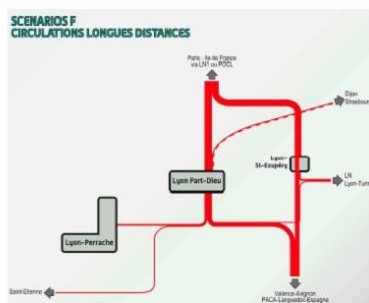 SCENARIOS F
CIRCULATIONS LONGUES DISTANCES
Paris - Ile de France
via LN1 ou POCL
Dijon
Strasbourg
Lyon-
St-Exupéry
Lyon Part-Dieu
LN
Lyon-Turin
Lyon-Perrache
Saint-Etienne
Valence-Avignon
PACA-Languedoc-Espagne